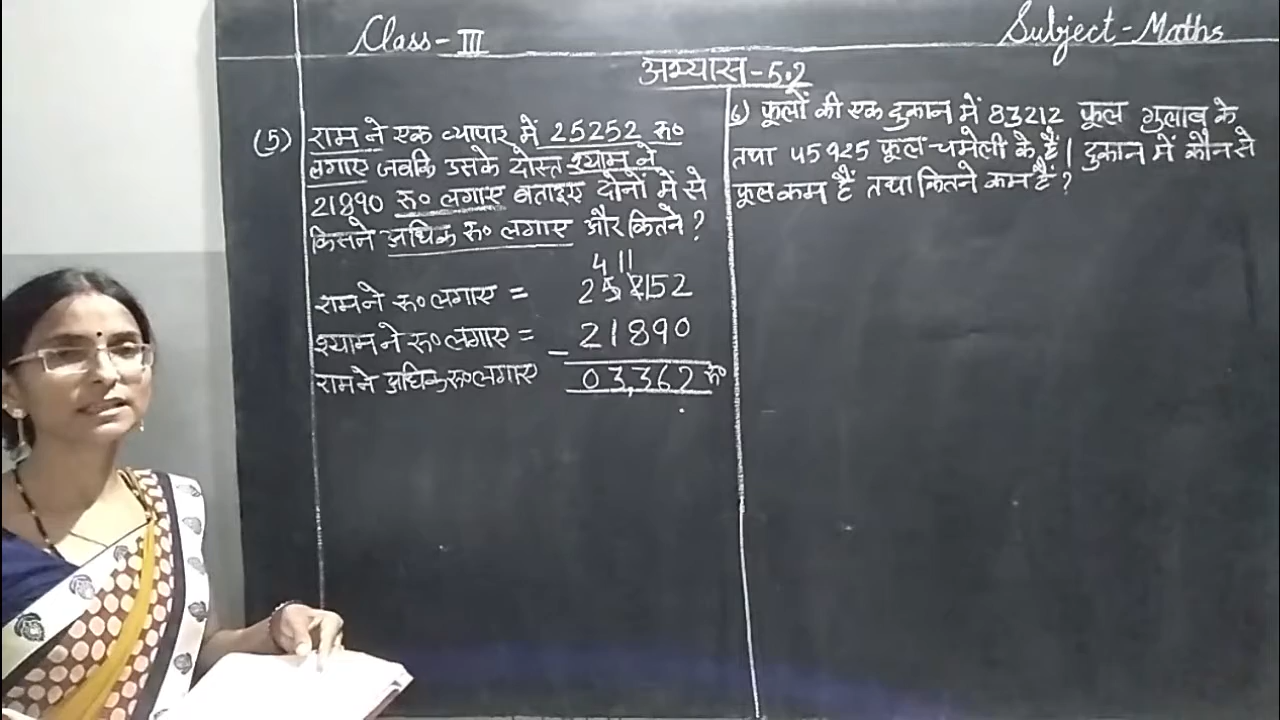 Class - III
Subject - Maths
अभ्यास - 5.2
(5) राम ने एक व्यापार में 25252 रू०
लगाए जबकि उसके दोस्त श्याम ने
21890 रू० लगाए बताइए दोनों में से
किसने अधिक रू० लगाए और कितने?
4 11
राम ने रू० लगाए = 25252
श्याम ने रू० लगाए = - 21890
राम ने अधिक रू० लगाए 03,362 रू०
6) फूलों की एक दुकान में 83212 फूल गुलाब के
तथा 45925 फूल चमेली के हैं। दुकान में कौन से
फूल कम हैं तथा कितने कम हैं?